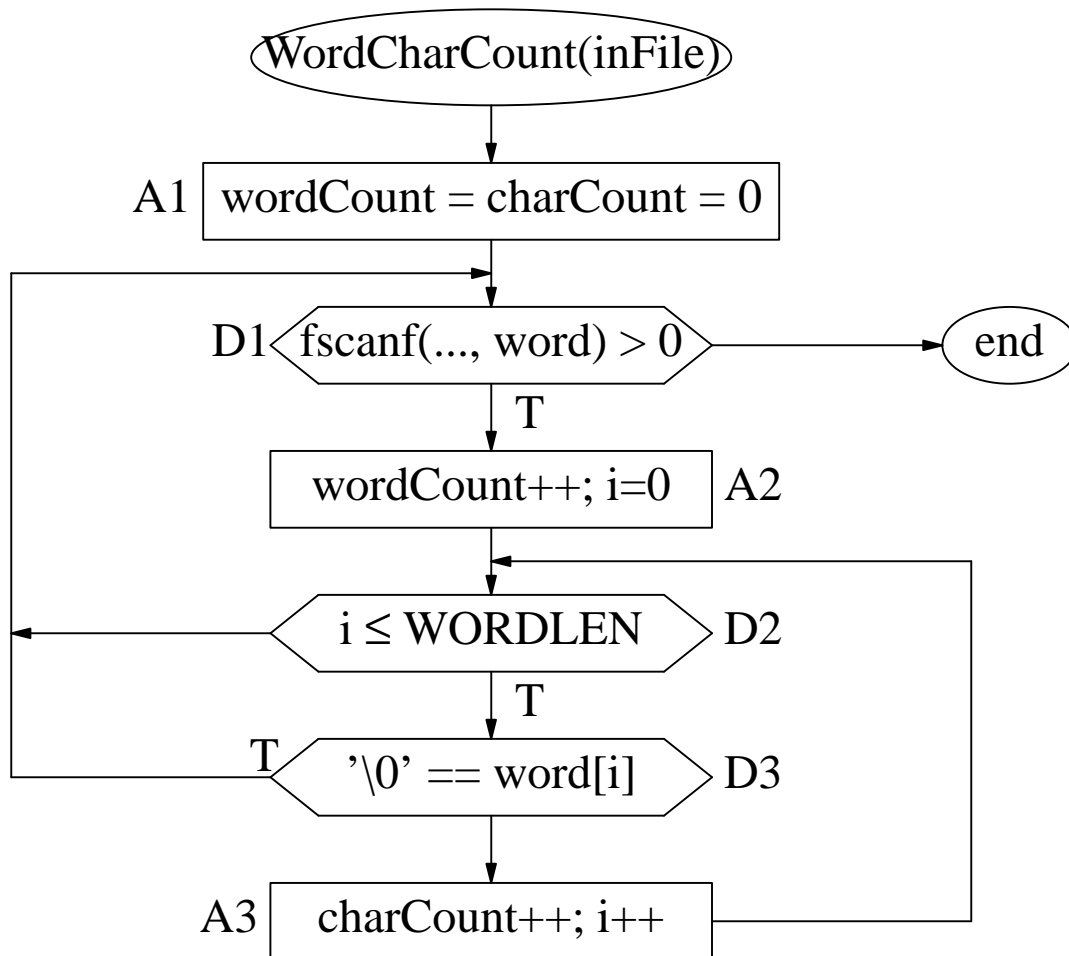 WordCharCount(inFile)
A1 wordCount = charCount = 0
D1 fscanf(..., word) > 0 end
T
wordCount++; i=0 A2
i ≤ WORDLEN D2
T
T ’\0’ == word[i] D3
A3 charCount++; i++